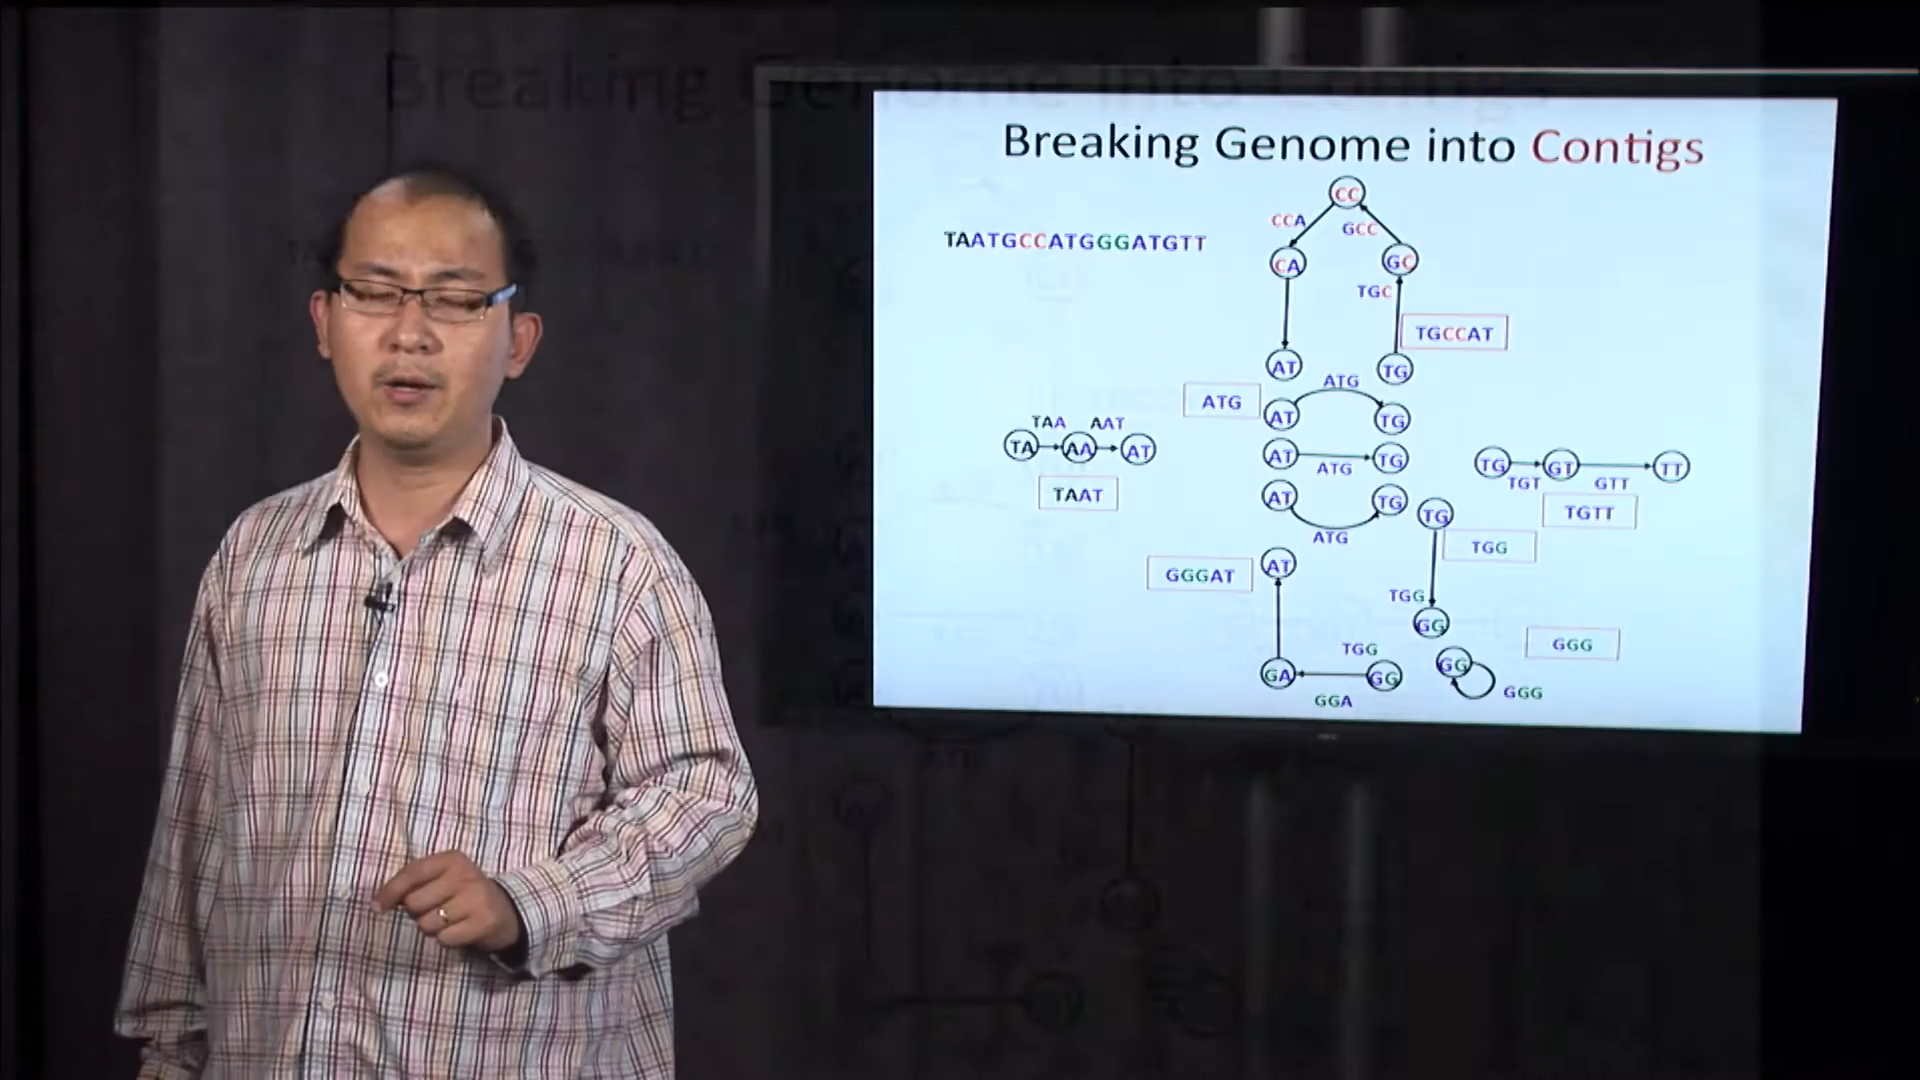 Breaking Genome into Contigs
TAATGCCATGGGATGTT
CC
CCA
GCC
CA
GC
TGC
TGCCAT
AT
TG
ATG
ATG
AT
TG
TAA AAT
TA AA AT
TAAT
AT
TG
ATG
TG GT TT
TGT GTT
TGTT
AT
TG
ATG
TG
TGG
TGG
GG
GGGAT
AT
GA
TGG
GG
GGA
GGG
GG
GGG